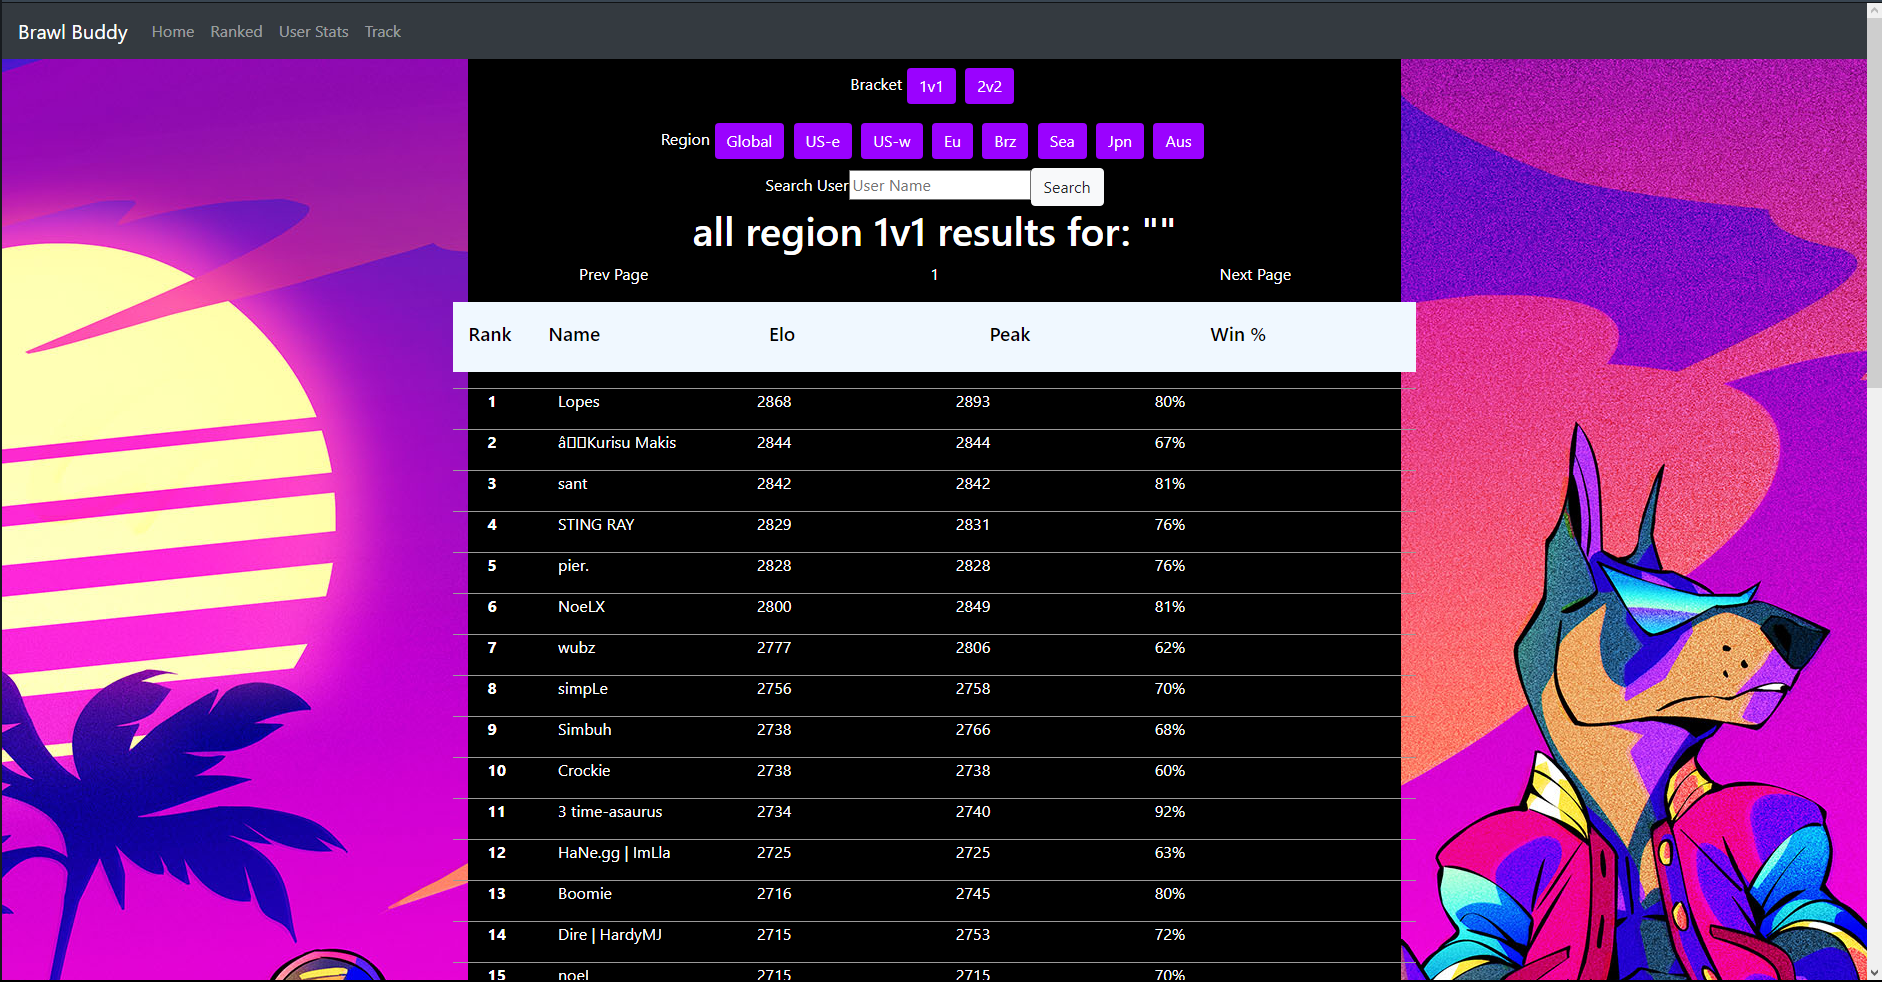 Brawl Buddy Home Ranked User Stats Track
Bracket 1v1 2v2
Region Global US-e US-w Eu Brz Sea Jpn Aus
Search User User Name Search
all region 1v1 results for: ""
Prev Page 1 Next Page
Rank Name Elo Peak Win %
1 Lopes 2868 2893 80%
2 â▯▯Kurisu Makis 2844 2844 67%
3 sant 2842 2842 81%
4 STING RAY 2829 2831 76%
5 pier. 2828 2828 76%
6 NoeLX 2800 2849 81%
7 wubz 2777 2806 62%
8 simpLe 2756 2758 70%
9 Simbuh 2738 2766 68%
10 Crockie 2738 2738 60%
11 3 time-asaurus 2734 2740 92%
12 HaNe.gg | ImLla 2725 2725 63%
13 Boomie 2716 2745 80%
14 Dire | HardyMJ 2715 2753 72%
15 noel 2715 2715 70%